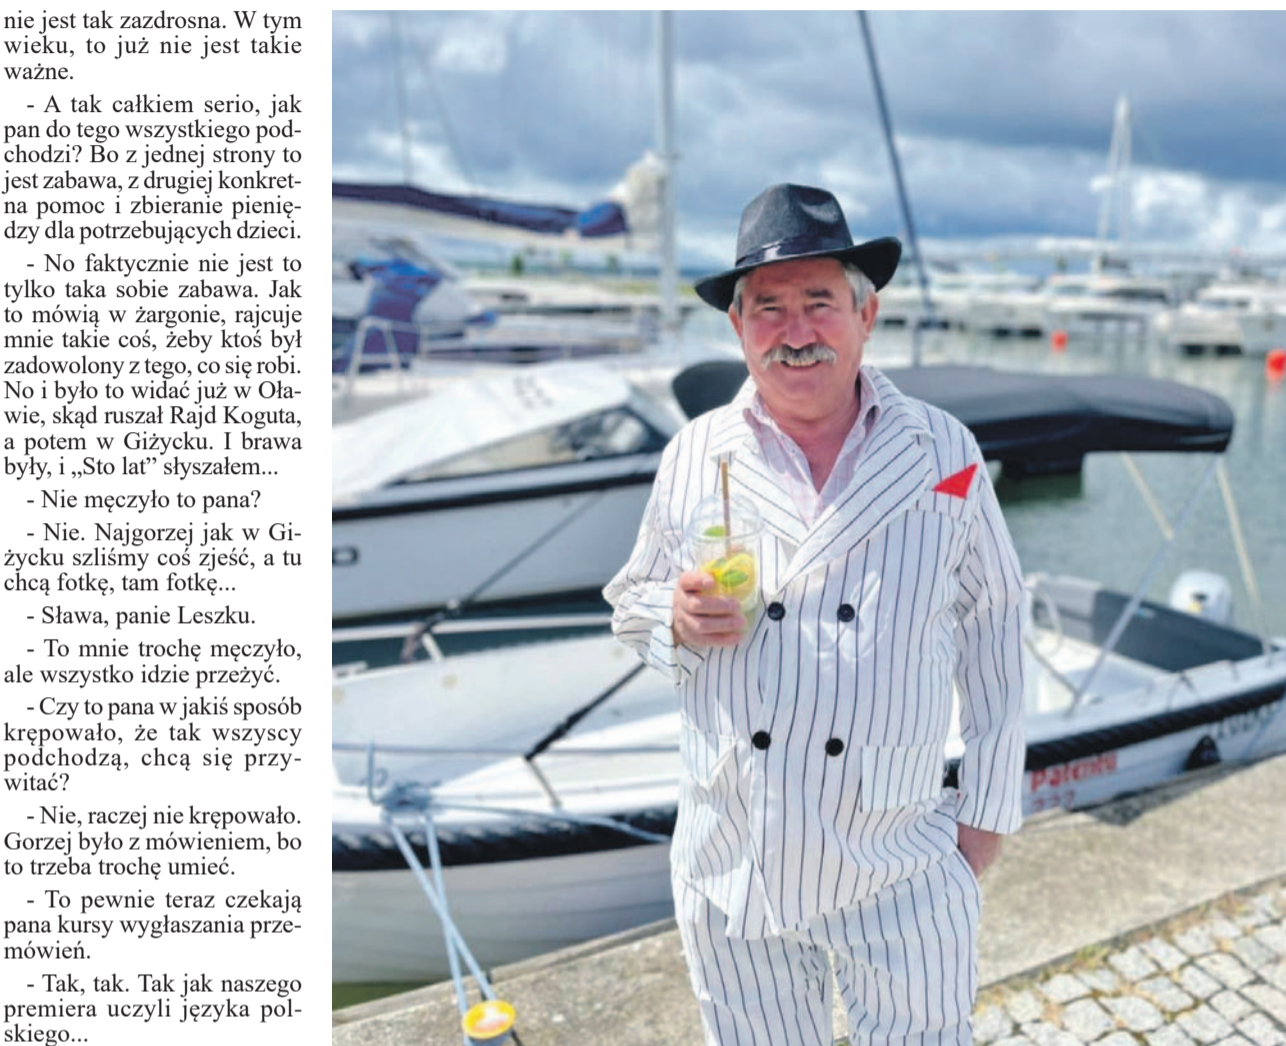 nie jest tak zazdrosna. W tym
wieku, to już nie jest takie
ważne.
- A tak całkiem serio, jak
pan do tego wszystkiego pod-
chodzi? Bo z jednej strony to
jest zabawa, z drugiej konkret-
na pomoc i zbieranie pienię-
dzy dla potrzebujących dzieci.
- No faktycznie nie jest to
tylko taka sobie zabawa. Jak
to mówią w żargonie, rajcuje
mnie takie coś, żeby ktoś był
zadowolony z tego, co się robi.
No i było to widać już w Oła-
wie, skąd ruszał Rajd Koguta,
a potem w Giżycku. I brawa
były, i „Sto lat” słyszałem...
- Nie męczyło to pana?
- Nie. Najgorzej jak w Gi-
życku szliśmy coś zjeść, a tu
chcą fotkę, tam fotkę...
- Sława, panie Leszku.
- To mnie trochę męczyło,
ale wszystko idzie przeżyć.
- Czy to pana w jakiś sposób
krępowało, że tak wszyscy
podchodzą, chcą się przy-
witać?
- Nie, raczej nie krępowało.
Gorzej było z mówieniem, bo
to trzeba trochę umieć.
- To pewnie teraz czekają
pana kursy wygłaszania prze-
mówień.
- Tak, tak. Tak jak naszego
premiera uczyli języka pol-
skiego...